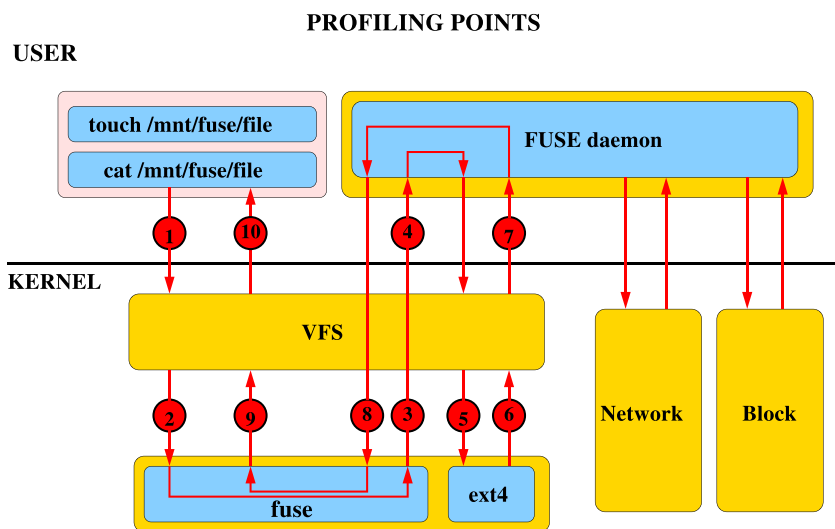 PROFILING POINTS
USER
touch /mnt/fuse/file
cat /mnt/fuse/file
FUSE daemon
1
10
4
7
KERNEL
VFS
2
9
8
3
5
6
Network
Block
fuse
ext4